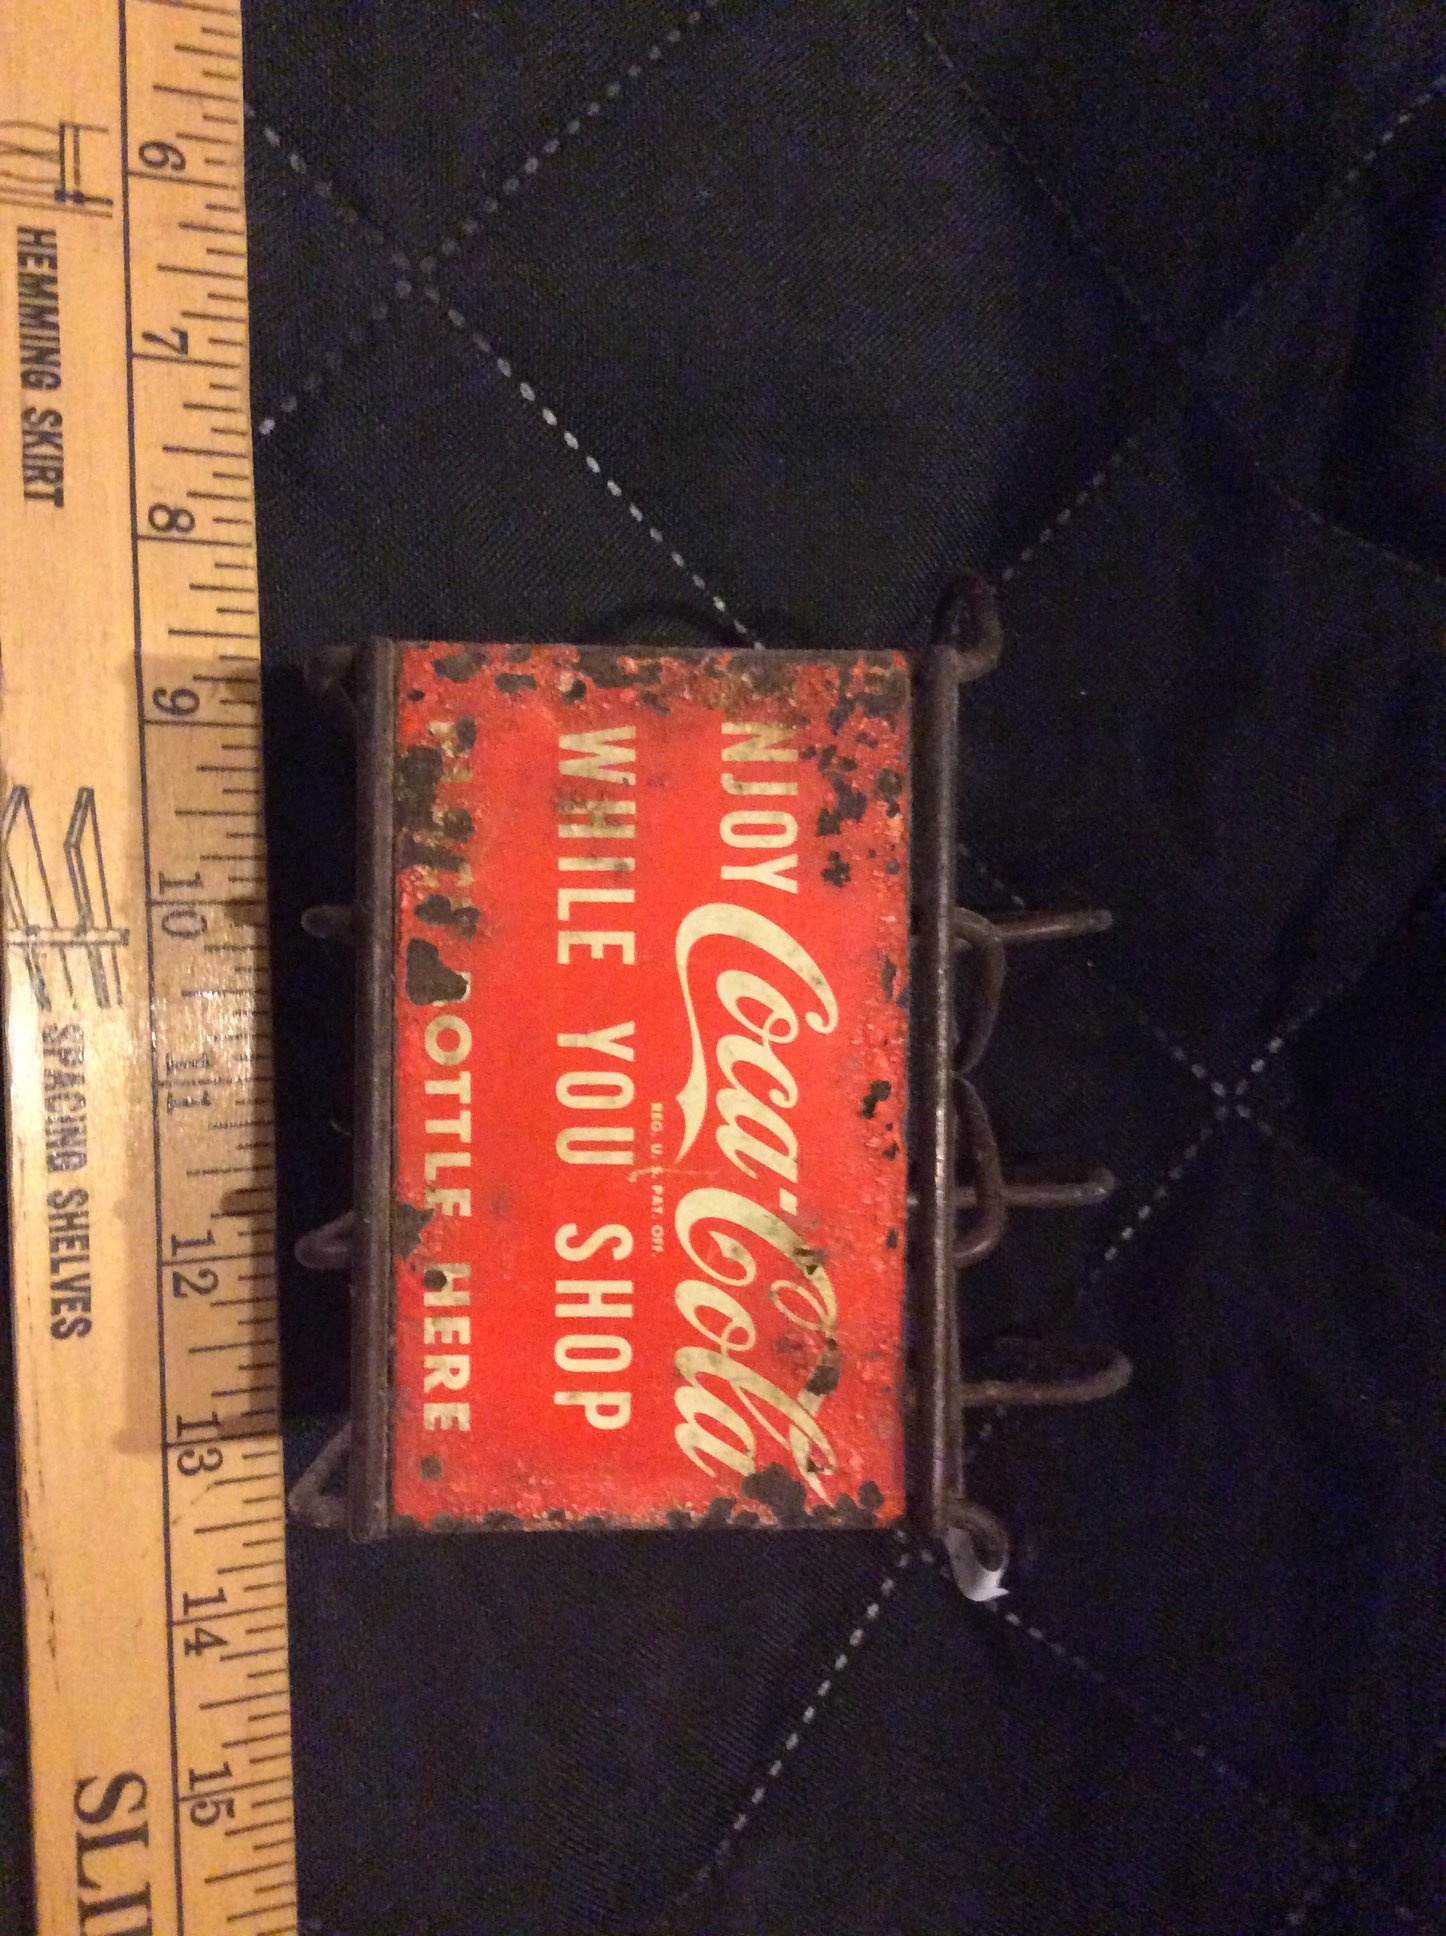 NJOY Coca-Cola
REG. U. S. PAT. OFF.
WHILE YOU SHOP
OTTLE HERE
6 7 8 9 10 11 12 13 14 15
HEMMING SKIRT
SPACING SHELVES
SLI